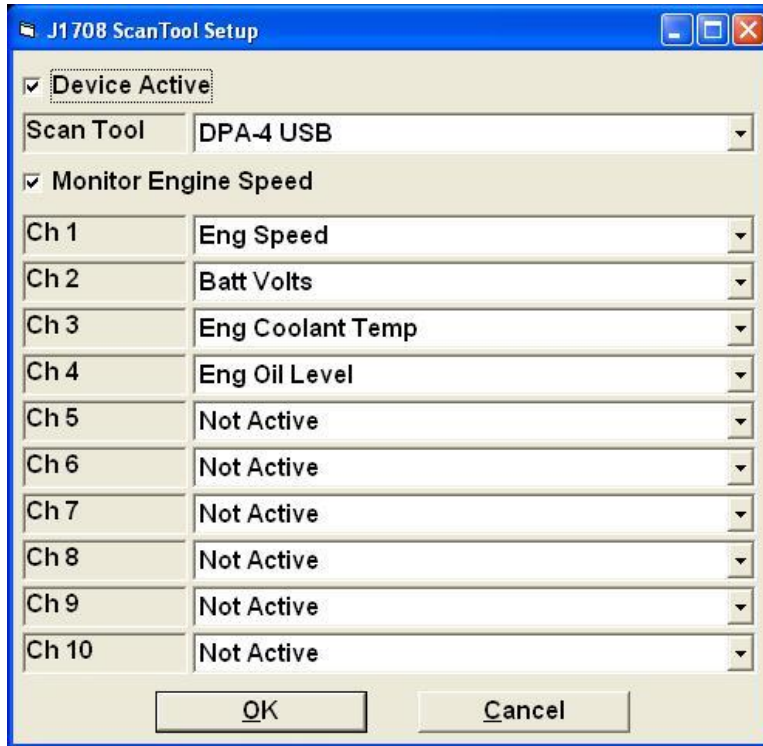 J1708 ScanTool Setup
Device Active
Scan Tool DPA-4 USB
Monitor Engine Speed
Ch 1 Eng Speed
Ch 2 Batt Volts
Ch 3 Eng Coolant Temp
Ch 4 Eng Oil Level
Ch 5 Not Active
Ch 6 Not Active
Ch 7 Not Active
Ch 8 Not Active
Ch 9 Not Active
Ch 10 Not Active
OK Cancel